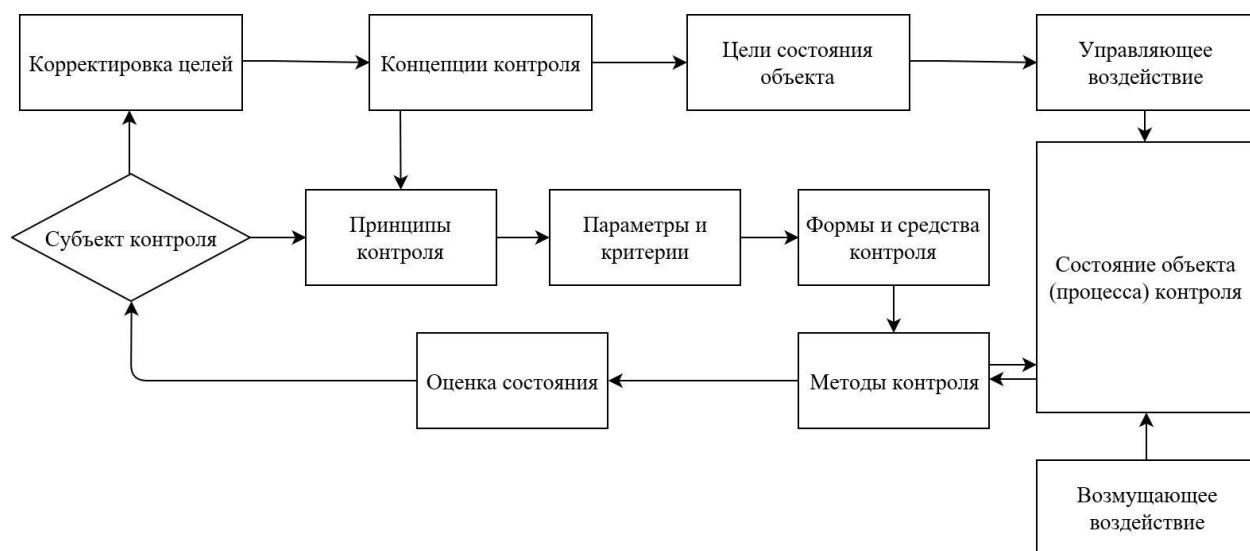 Корректировка целей
Концепции контроля
Цели состояния
объекта
Управляющее
воздействие
Субъект контроля
Принципы
контроля
Параметры и
критерии
Формы и средства
контроля
Состояние объекта
(процесса) контроля
Оценка состояния
Методы контроля
Возмущающее
воздействие